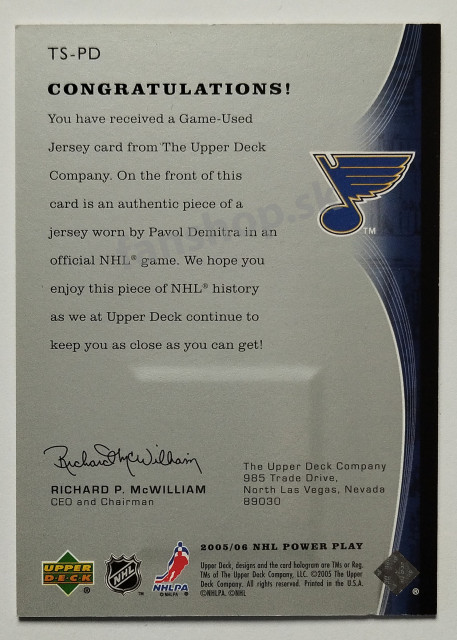 TS-PD
CONGRATULATIONS!
You have received a Game-Used
Jersey card from The Upper Deck
Company. On the front of this
card is an authentic piece of a
jersey worn by Pavol Demitra in an
official NHL® game. We hope you
enjoy this piece of NHL® history
as we at Upper Deck continue to
keep you as close as you can get!
TM
Richard P. McWilliam
RICHARD P. McWILLIAM
CEO and Chairman
The Upper Deck Company
985 Trade Drive,
North Las Vegas, Nevada
89030
2005/06 NHL POWER PLAY
Upper Deck, designs and the card hologram are TMs or Reg.
TMs of The Upper Deck Company, LLC. ©2005 The Upper
Deck Company. All rights reserved. Printed in the U.S.A.
©NHLPA. ©NHL
UPPER
DECK
®
NHL
TM
NHLPA
©NHLPA
®